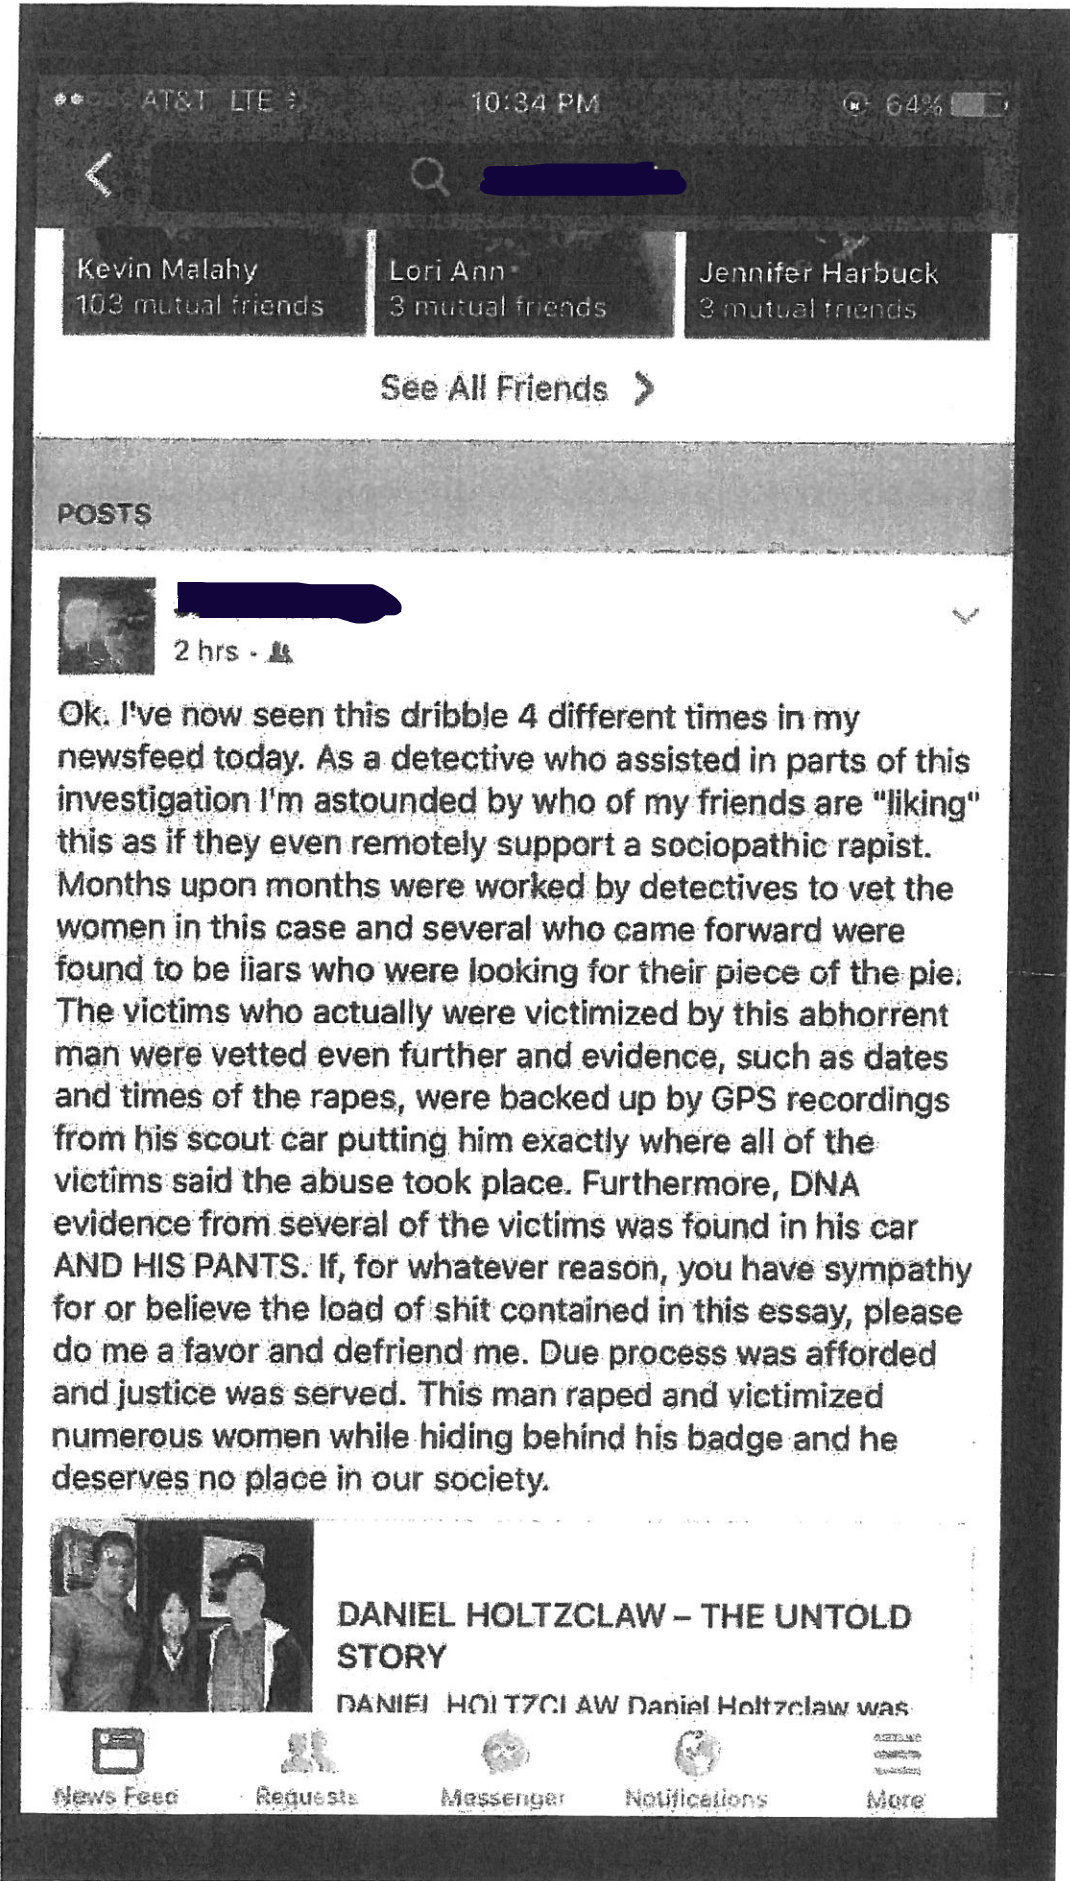 AT&T LTE 10:34 PM 64%
Kevin Malahy Lori Ann Jennifer Harbuck
103 mutual friends 3 mutual friends 3 mutual friends
See All Friends >
POSTS
2 hrs ·
Ok. I've now seen this dribble 4 different times in my
newsfeed today. As a detective who assisted in parts of this
investigation I'm astounded by who of my friends are "liking"
this as if they even remotely support a sociopathic rapist.
Months upon months were worked by detectives to vet the
women in this case and several who came forward were
found to be liars who were looking for their piece of the pie.
The victims who actually were victimized by this abhorrent
man were vetted even further and evidence, such as dates
and times of the rapes, were backed up by GPS recordings
from his scout car putting him exactly where all of the
victims said the abuse took place. Furthermore, DNA
evidence from several of the victims was found in his car
AND HIS PANTS. If, for whatever reason, you have sympathy
for or believe the load of shit contained in this essay, please
do me a favor and defriend me. Due process was afforded
and justice was served. This man raped and victimized
numerous women while hiding behind his badge and he
deserves no place in our society.
DANIEL HOLTZCLAW – THE UNTOLD
STORY
DANIEL HOLTZCLAW Daniel Holtzclaw was
News Feed Requests Messenger Notifications More